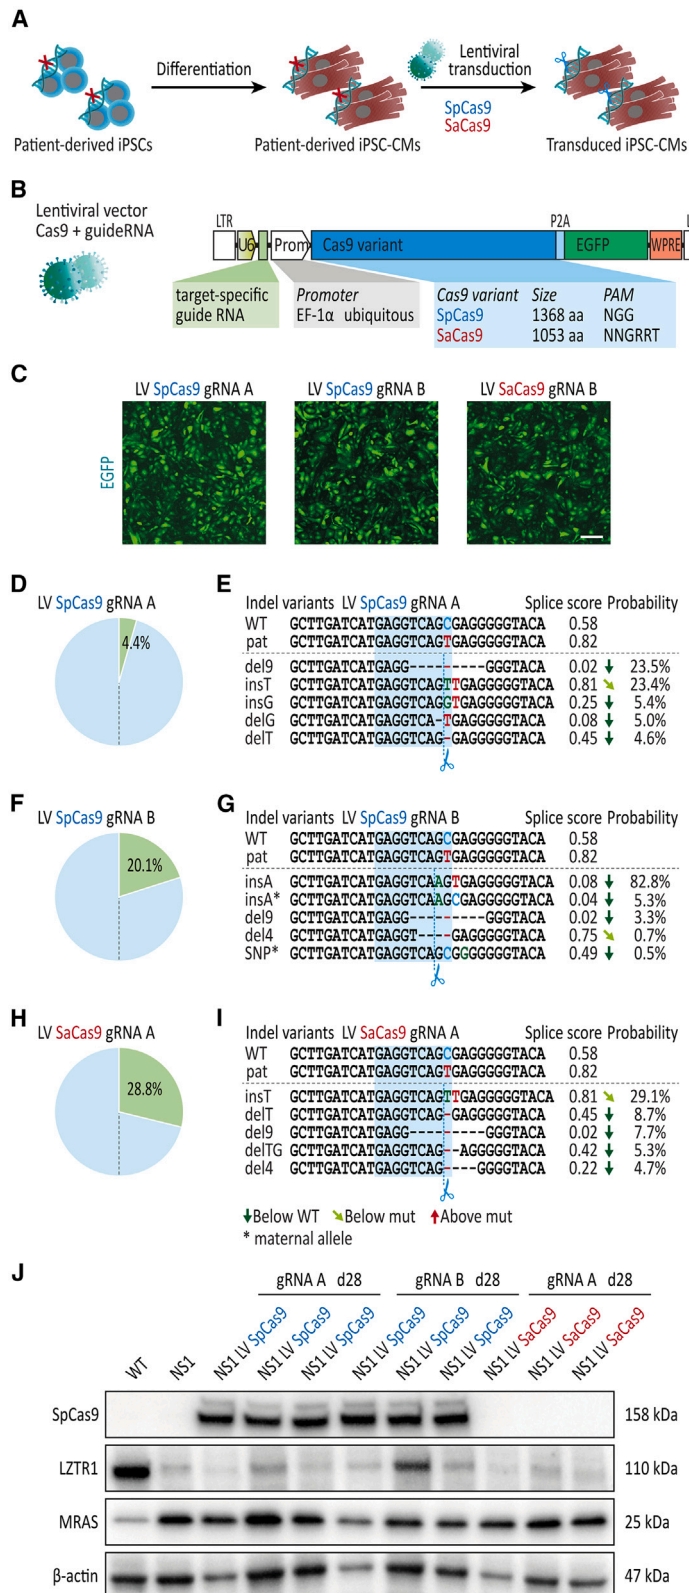 A
Differentiation
Lentiviral
transduction
SpCas9
SaCas9
Patient-derived iPSCs
Patient-derived iPSC-CMs
Transduced iPSC-CMs
B
Lentiviral vector
Cas9 + guideRNA
LTR
P2A
U6
Prom
Cas9 variant
EGFP
WPRE
L
target-specific
guide RNA
Promoter
EF-1α ubiquitous
Cas9 variant Size PAM
SpCas9 1368 aa NGG
SaCas9 1053 aa NNGRRT
C
LV SpCas9 gRNA A
LV SpCas9 gRNA B
LV SaCas9 gRNA B
EGFP
D
LV SpCas9 gRNA A
4.4%
E
Indel variants LV SpCas9 gRNA A Splice score Probability
WT GCTTGATCATGAGGTCAGCGAGGGGGTACA 0.58
pat GCTTGATCATGAGGTCAGTGAGGGGGTACA 0.82
del9 GCTTGATCATGAGG---------GGGTACA 0.02 ↓ 23.5%
insT GCTTGATCATGAGGTCAGTTGAGGGGGTACA 0.81 ↘ 23.4%
insG GCTTGATCATGAGGTCAGGTGAGGGGGTACA 0.25 ↓ 5.4%
delG GCTTGATCATGAGGTCA-TGAGGGGGTACA 0.08 ↓ 5.0%
delT GCTTGATCATGAGGTCAG-GAGGGGGTACA 0.45 ↓ 4.6%
F
LV SpCas9 gRNA B
20.1%
G
Indel variants LV SpCas9 gRNA B Splice score Probability
WT GCTTGATCATGAGGTCAGCGAGGGGGTACA 0.58
pat GCTTGATCATGAGGTCAGTGAGGGGGTACA 0.82
insA GCTTGATCATGAGGTCAAGTGAGGGGGTACA 0.08 ↓ 82.8%
insA* GCTTGATCATGAGGTCAAGCGAGGGGGTACA 0.04 ↓ 5.3%
del9 GCTTGATCATGAGG---------GGGTACA 0.02 ↓ 3.3%
del4 GCTTGATCATGAGGT----GAGGGGGTACA 0.75 ↘ 0.7%
SNP* GCTTGATCATGAGGTCAGCGGGGGGGTACA 0.49 ↓ 0.5%
H
LV SaCas9 gRNA A
28.8%
I
Indel variants LV SaCas9 gRNA A Splice score Probability
WT GCTTGATCATGAGGTCAGCGAGGGGGTACA 0.58
pat GCTTGATCATGAGGTCAGTGAGGGGGTACA 0.82
insT GCTTGATCATGAGGTCAGTTGAGGGGGTACA 0.81 ↘ 29.1%
delT GCTTGATCATGAGGTCAG-GAGGGGGTACA 0.45 ↓ 8.7%
del9 GCTTGATCATGAGG---------GGGTACA 0.02 ↓ 7.7%
delTG GCTTGATCATGAGGTCAG--AGGGGGTACA 0.42 ↓ 5.3%
del4 GCTTGATCATGAGGTCAG----GGGGTACA 0.22 ↓ 4.7%
↓Below WT ↘Below mut ↑Above mut
* maternal allele
J
gRNA A d28
gRNA B d28
gRNA A d28
WT
NS1
NS1 LV SpCas9
NS1 LV SpCas9
NS1 LV SpCas9
NS1 LV SpCas9
NS1 LV SpCas9
NS1 LV SpCas9
NS1 LV SaCas9
NS1 LV SaCas9
NS1 LV SaCas9
SpCas9 158 kDa
LZTR1 110 kDa
MRAS 25 kDa
β-actin 47 kDa